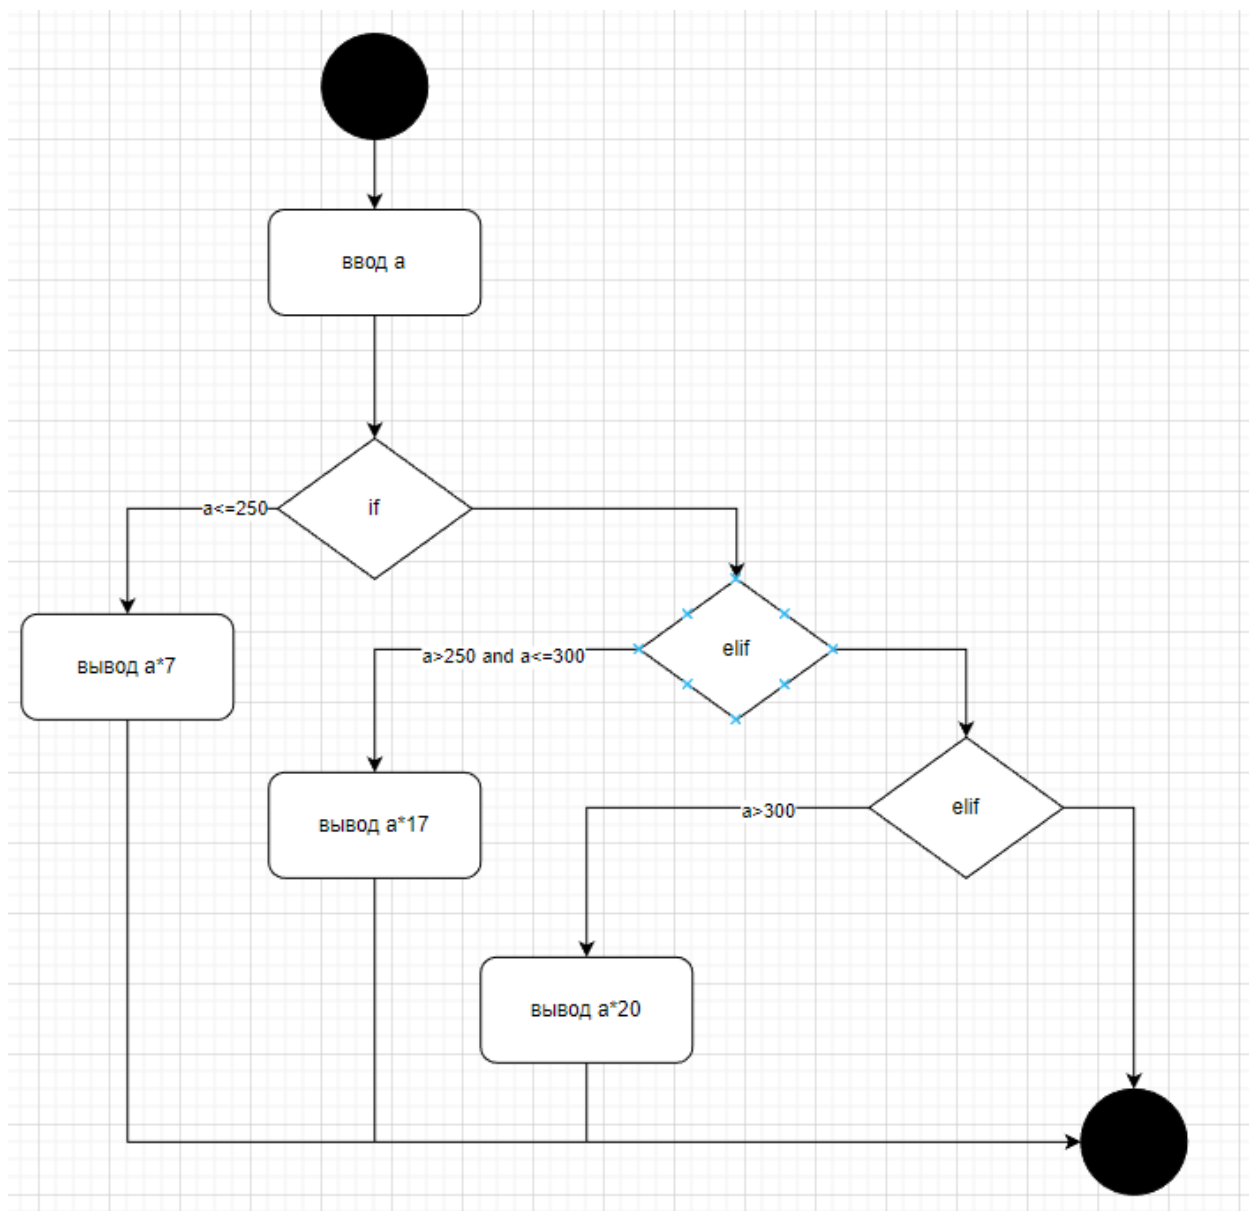 ввод a
if
a<=250
elif
a>250 and a<=300
вывод a*7
elif
a>300
вывод a*17
вывод a*20